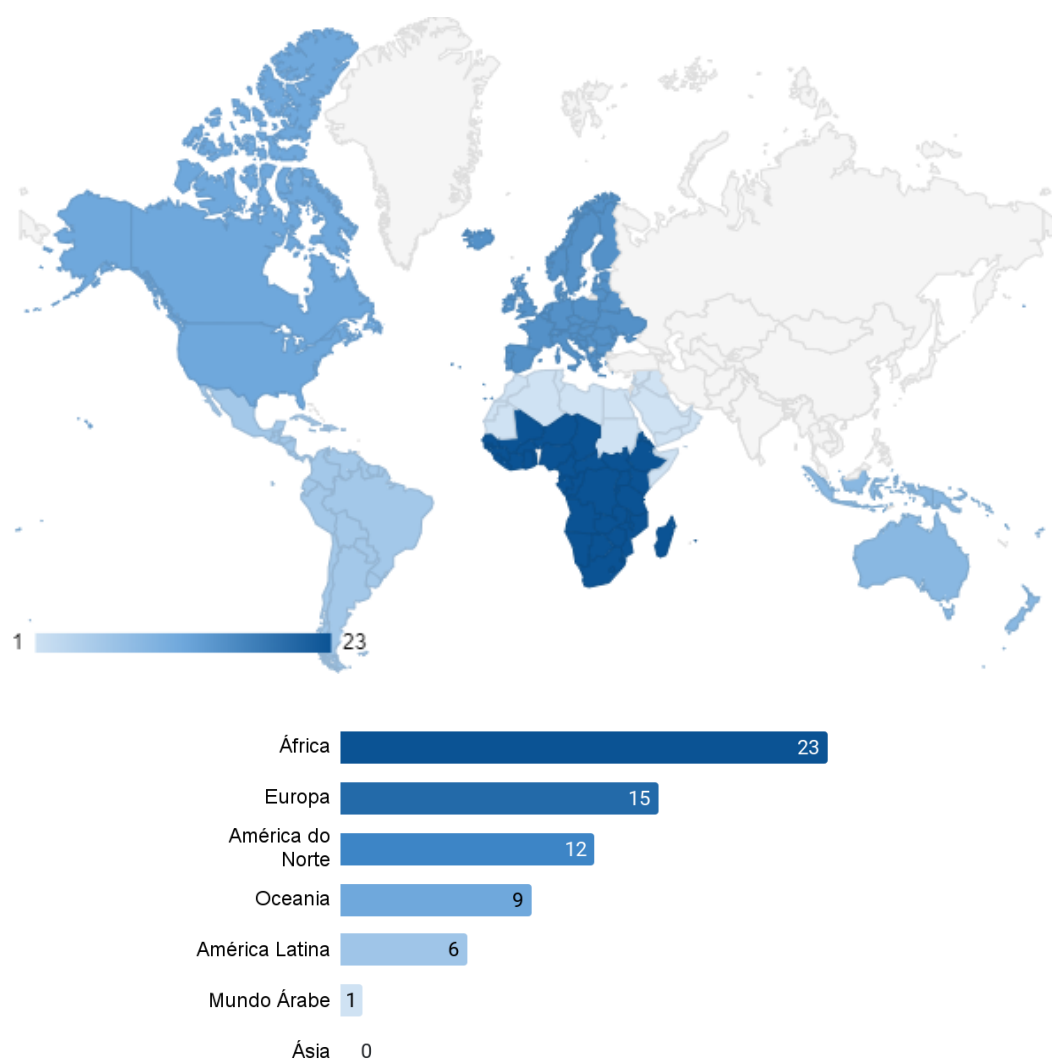 1 23
África 23
Europa 15
América do
Norte 12
Oceania 9
América Latina 6
Mundo Árabe 1
Ásia 0